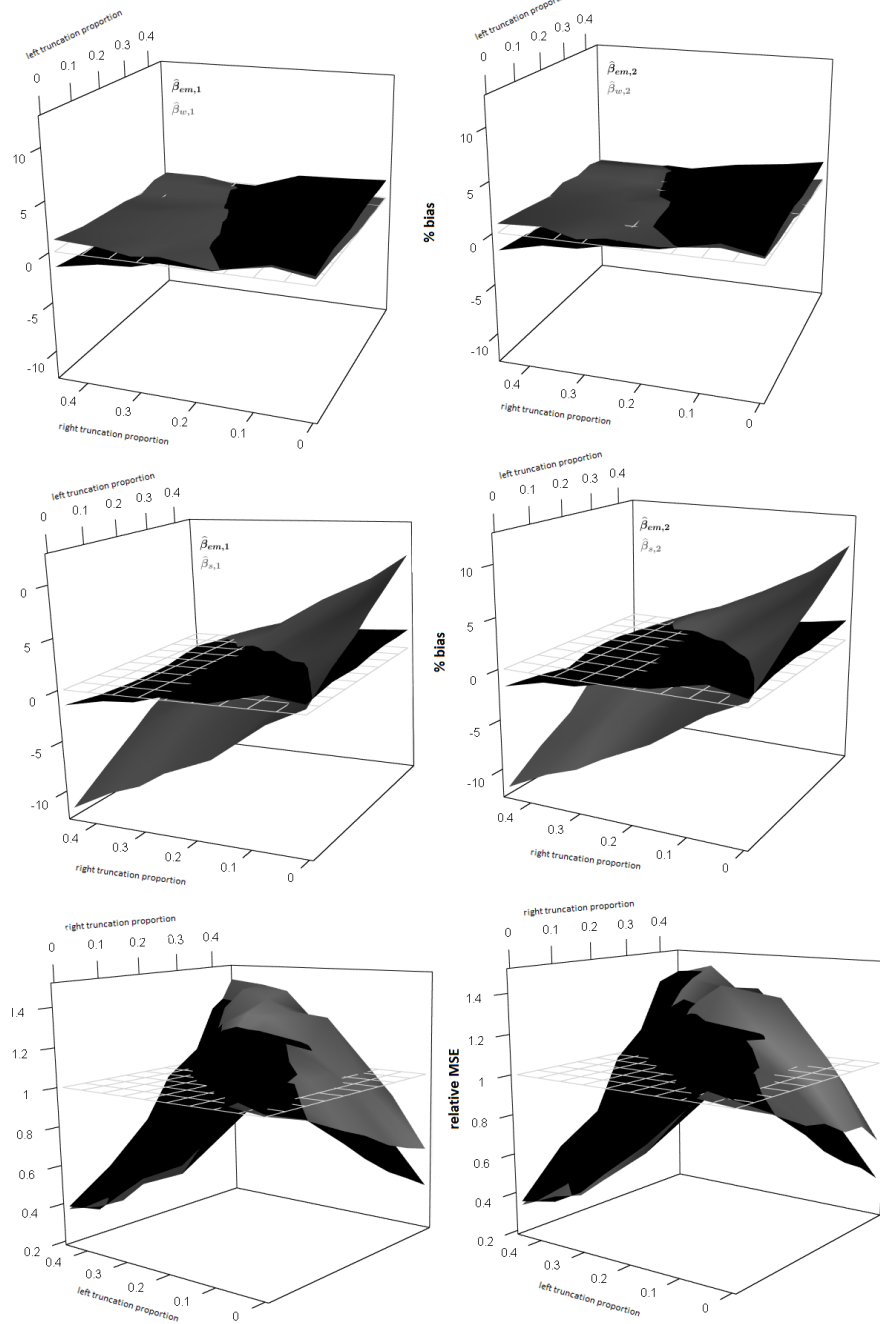 left truncation proportion
0 0.1 0.2 0.3 0.4
β̂em,1
β̂w,1
10
5
0
-5
-10
0.4 0.3 0.2 0.1 0
right truncation proportion
left truncation
0 0.1 0.2 0.3 0.4
β̂em,2
β̂w,2
% bias
10
5
0
-5
-10
0.4 0.3 0.2 0.1 0
right truncation proportion
left truncation proportion
0 0.1 0.2 0.3 0.4
β̂em,1
β̂s,1
0
5
0
-5
-10
0.4 0.3 0.2 0.1 0
right truncation proportion
left truncation proportion
0 0.1 0.2 0.3 0.4
β̂em,2
β̂s,2
% bias
10
5
0
-5
-10
0.4 0.3 0.2 0.1 0
right truncation proportion
right truncation proportion
0 0.1 0.2 0.3 0.4
1.4
1.2
1
0.8
0.6
0.4
0.2
0.4 0.3 0.2 0.1 0
left truncation proportion
right truncation proportion
0 0.1 0.2 0.3 0.4
relative MSE
1.4
1.2
1
0.8
0.6
0.4
0.2
0.4 0.3 0.2 0.1 0
left truncation proportion